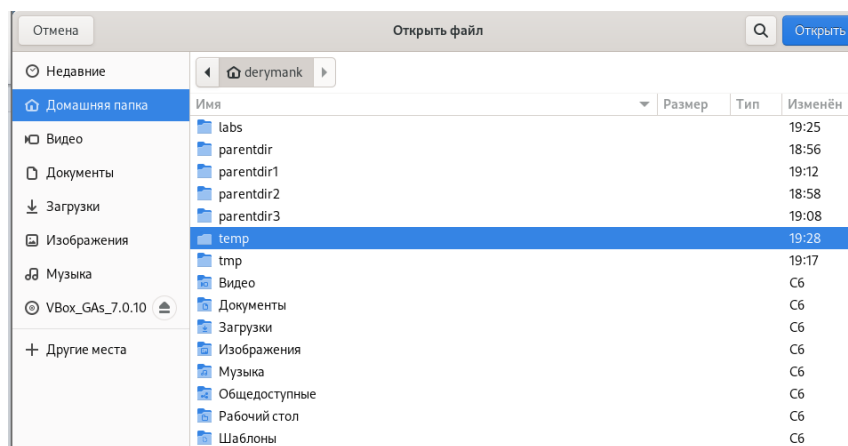 Отмена Открыть файл Открыть
Недавние
Домашняя папка
Видео
Документы
Загрузки
Изображения
Музыка
VBox_GAs_7.0.10
Другие места
derymank
Имя Размер Тип Изменён
labs 19:25
parentdir 18:56
parentdir1 19:12
parentdir2 18:58
parentdir3 19:08
temp 19:28
tmp 19:17
Видео Сб
Документы Сб
Загрузки Сб
Изображения Сб
Музыка Сб
Общедоступные Сб
Рабочий стол Сб
Шаблоны Сб